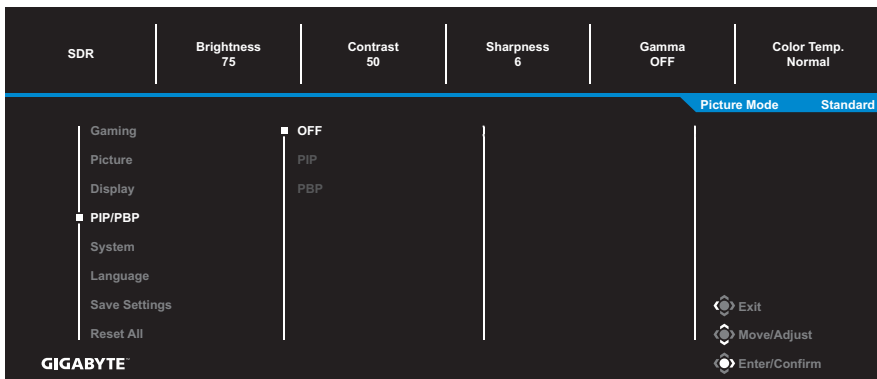 SDR
Brightness
75
Contrast
50
Sharpness
6
Gamma
OFF
Color Temp.
Normal
Picture Mode Standard
Gaming
Picture
Display
PIP/PBP
System
Language
Save Settings
Reset All
OFF
PIP
PBP
Exit
Move/Adjust
Enter/Confirm
GIGABYTE™